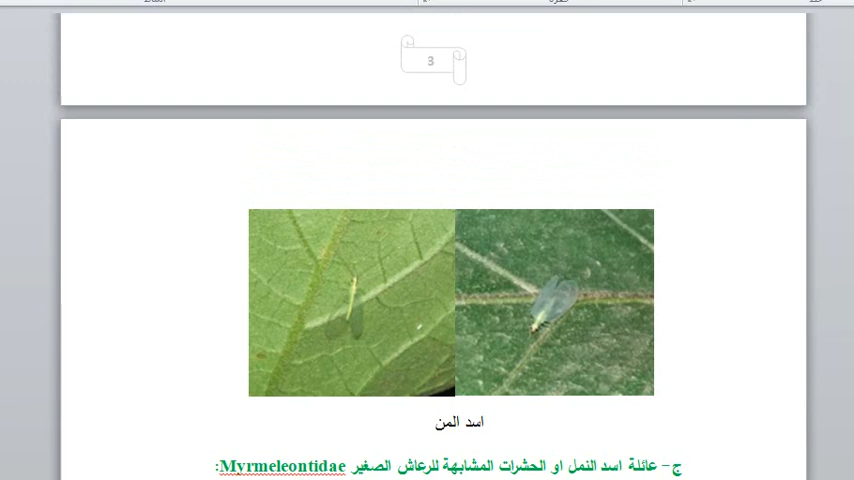 3
اسد المن
ج- عائلة اسد النمل او الحشرات المشابهة للرعاش الصغير Myrmeleontidae: